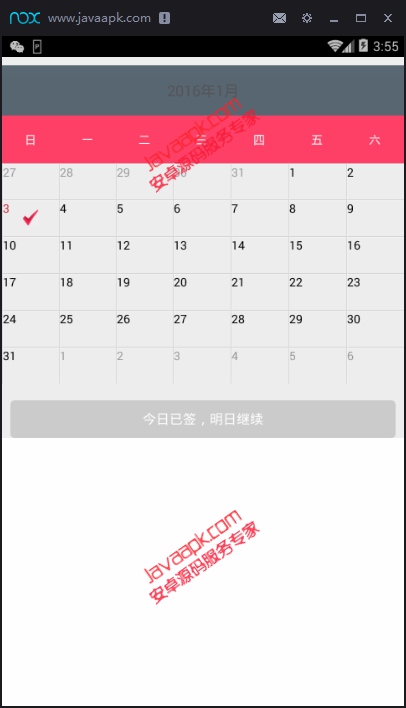 nox www.javaapk.com
3:55
2016年1月
日 一 二 三 四 五 六
27 28 29 30 31 1 2
3 4 5 6 7 8 9
10 11 12 13 14 15 16
17 18 19 20 21 22 23
24 25 26 27 28 29 30
31 1 2 3 4 5 6
今日已签，明日继续
Javaapk.com
安卓源码服务专家
Javaapk.com
安卓源码服务专家